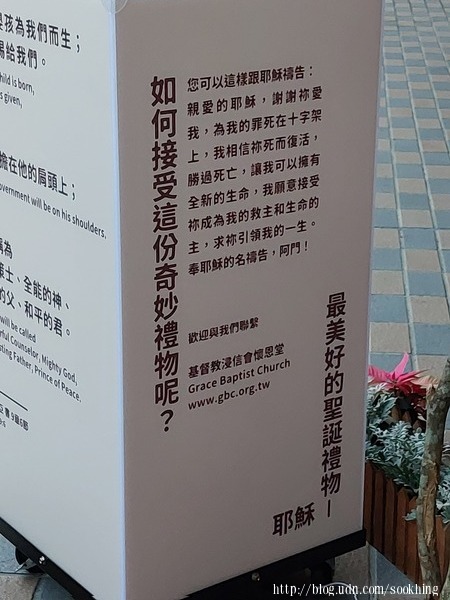 孩為我們而生；
賜給我們。
is born,
given,
擔在他的肩頭上；
will be on his shoulders.
稱為
、全能的神、
的父、和平的君。
will be called
Counselor, Mighty God,
Father, Prince of Peace.
如何接受這份奇妙禮物呢？
您可以這樣跟耶穌禱告：
親愛的耶穌，謝謝祢愛
我，為我的罪死在十字架
上，我相信祢死而復活，
勝過死亡，讓我可以擁有
全新的生命，我願意接受
祢成為我的救主和生命的
主，求祢引領我的一生。
奉耶穌的名禱告，阿門！
歡迎與我們聯繫
基督教浸信會懷恩堂
Grace Baptist Church
www.gbc.org.tw
最美好的聖誕禮物—
耶穌
http://blog.udn.com/sookhing